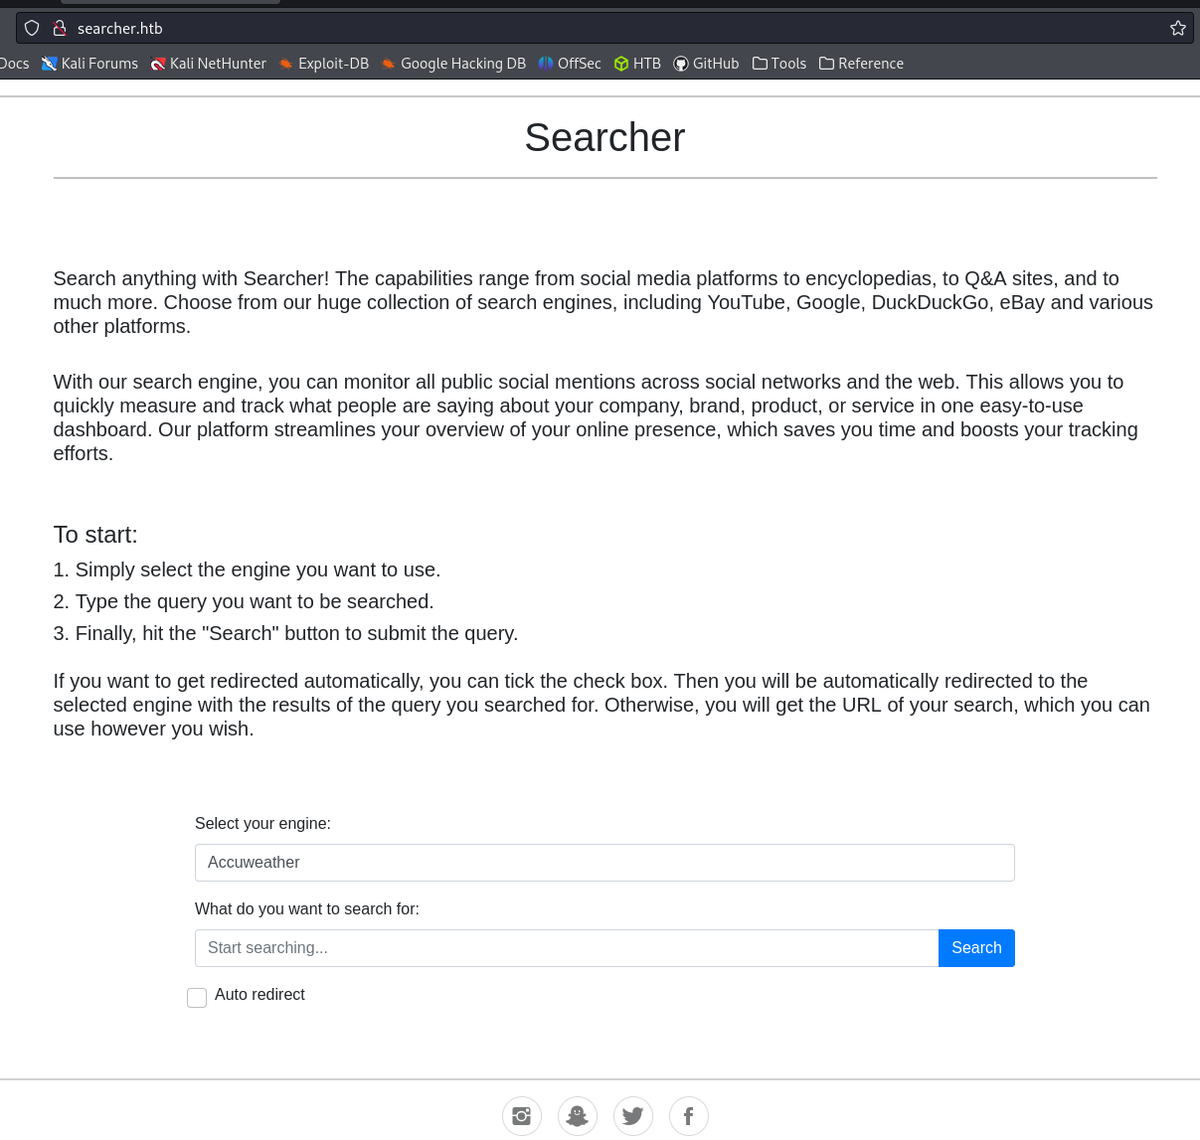 searcher.htb
Docs Kali Forums Kali NetHunter Exploit-DB Google Hacking DB OffSec HTB GitHub Tools Reference
Searcher
Search anything with Searcher! The capabilities range from social media platforms to encyclopedias, to Q&A sites, and to
much more. Choose from our huge collection of search engines, including YouTube, Google, DuckDuckGo, eBay and various
other platforms.
With our search engine, you can monitor all public social mentions across social networks and the web. This allows you to
quickly measure and track what people are saying about your company, brand, product, or service in one easy-to-use
dashboard. Our platform streamlines your overview of your online presence, which saves you time and boosts your tracking
efforts.
To start:
1. Simply select the engine you want to use.
2. Type the query you want to be searched.
3. Finally, hit the "Search" button to submit the query.
If you want to get redirected automatically, you can tick the check box. Then you will be automatically redirected to the
selected engine with the results of the query you searched for. Otherwise, you will get the URL of your search, which you can
use however you wish.
Select your engine:
Accuweather
What do you want to search for:
Start searching... Search
Auto redirect